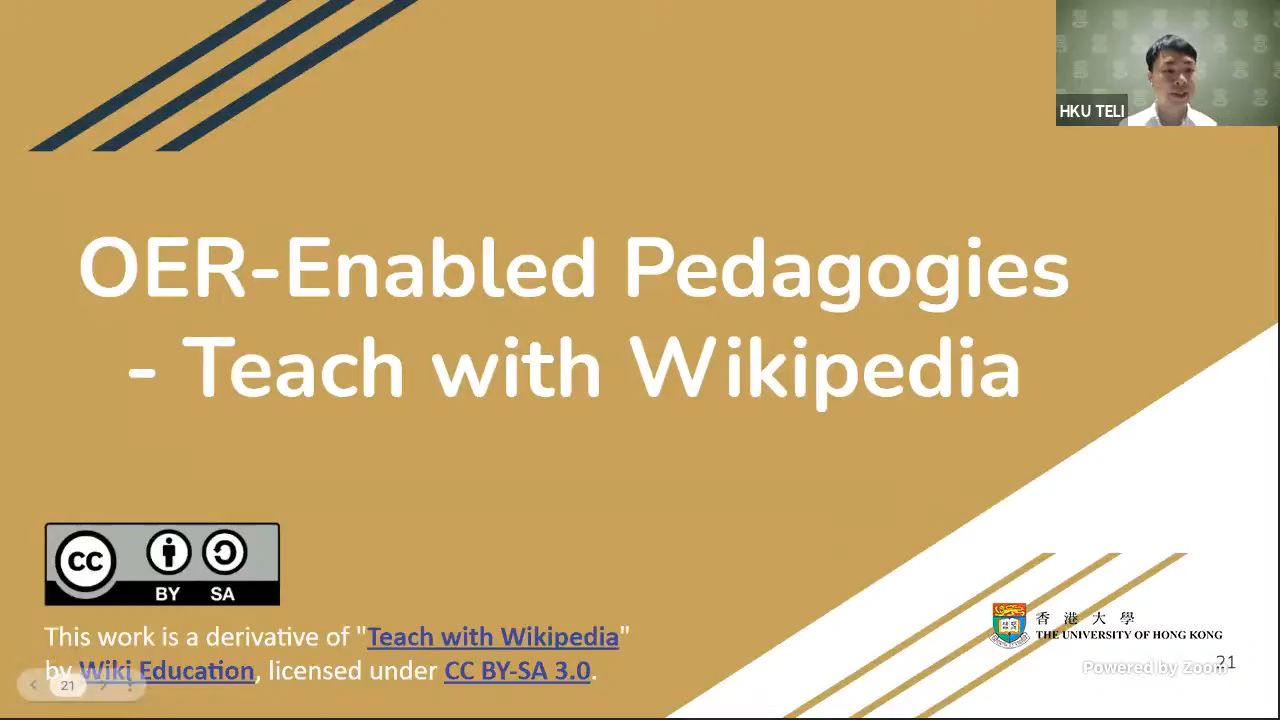 HKU TELI
OER-Enabled Pedagogies
- Teach with Wikipedia
CC
BY SA
This work is a derivative of "Teach with Wikipedia"
by Wiki Education, licensed under CC BY-SA 3.0.
香港大學
THE UNIVERSITY OF HONG KONG
21
Powered by Zoom
21